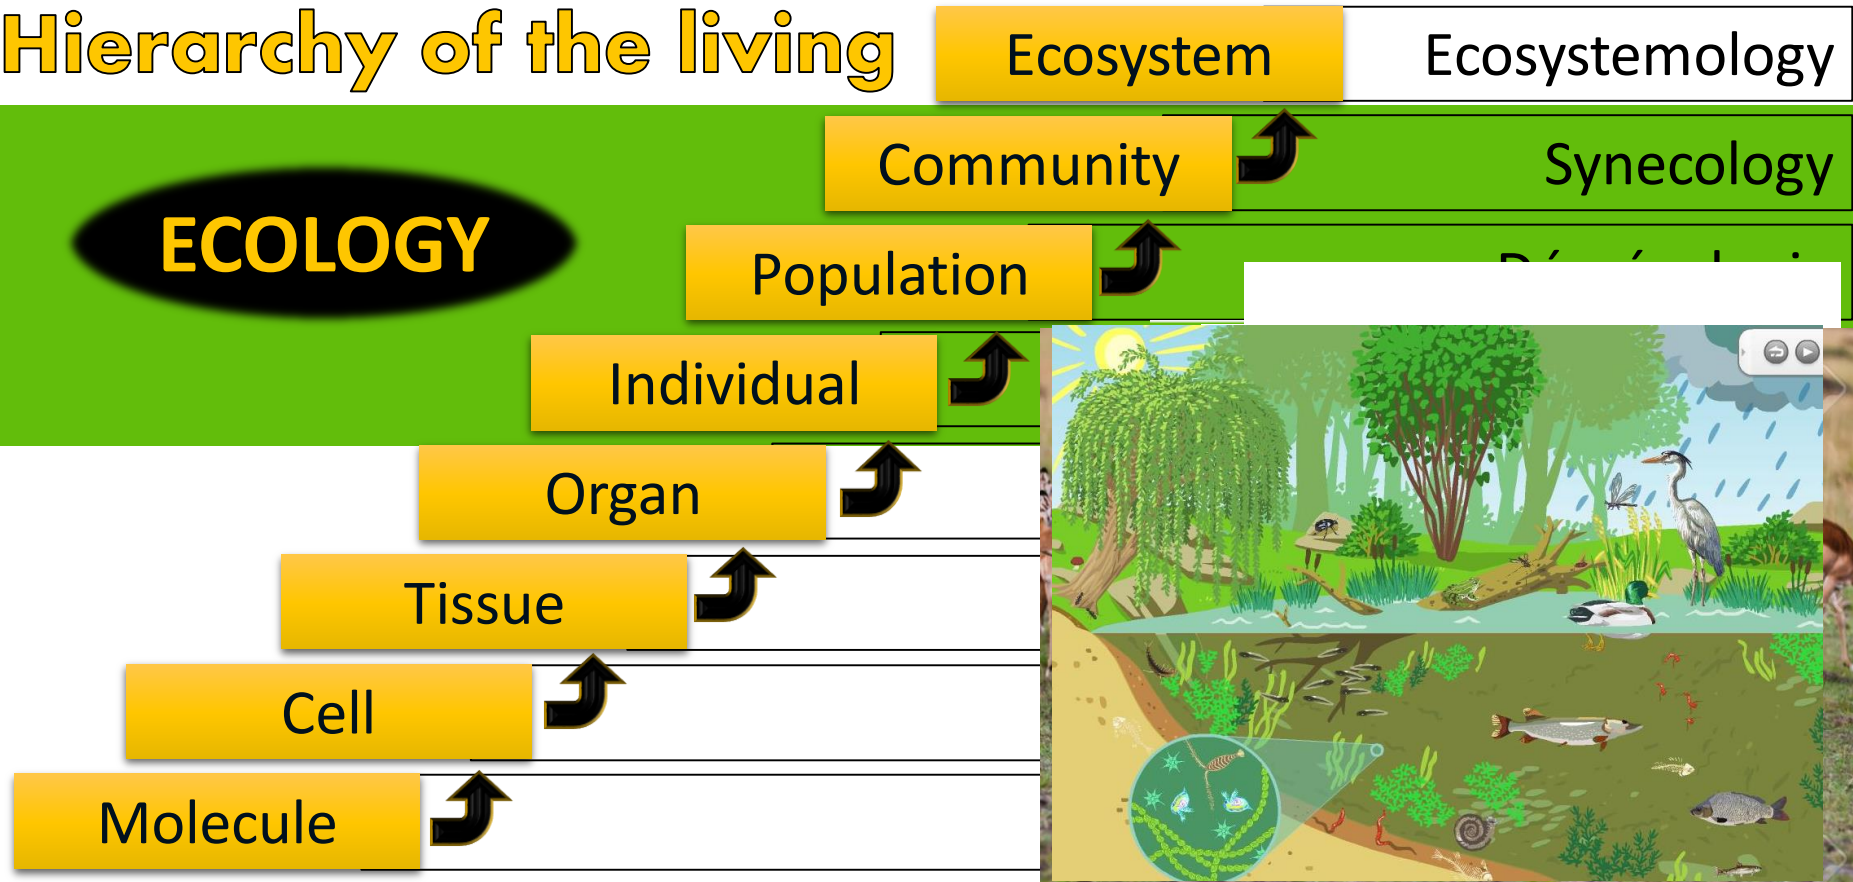 Hierarchy of the living
Ecosystem
Ecosystemology
Community
Synecology
ECOLOGY
Population
Individual
Organ
Tissue
Cell
Molecule